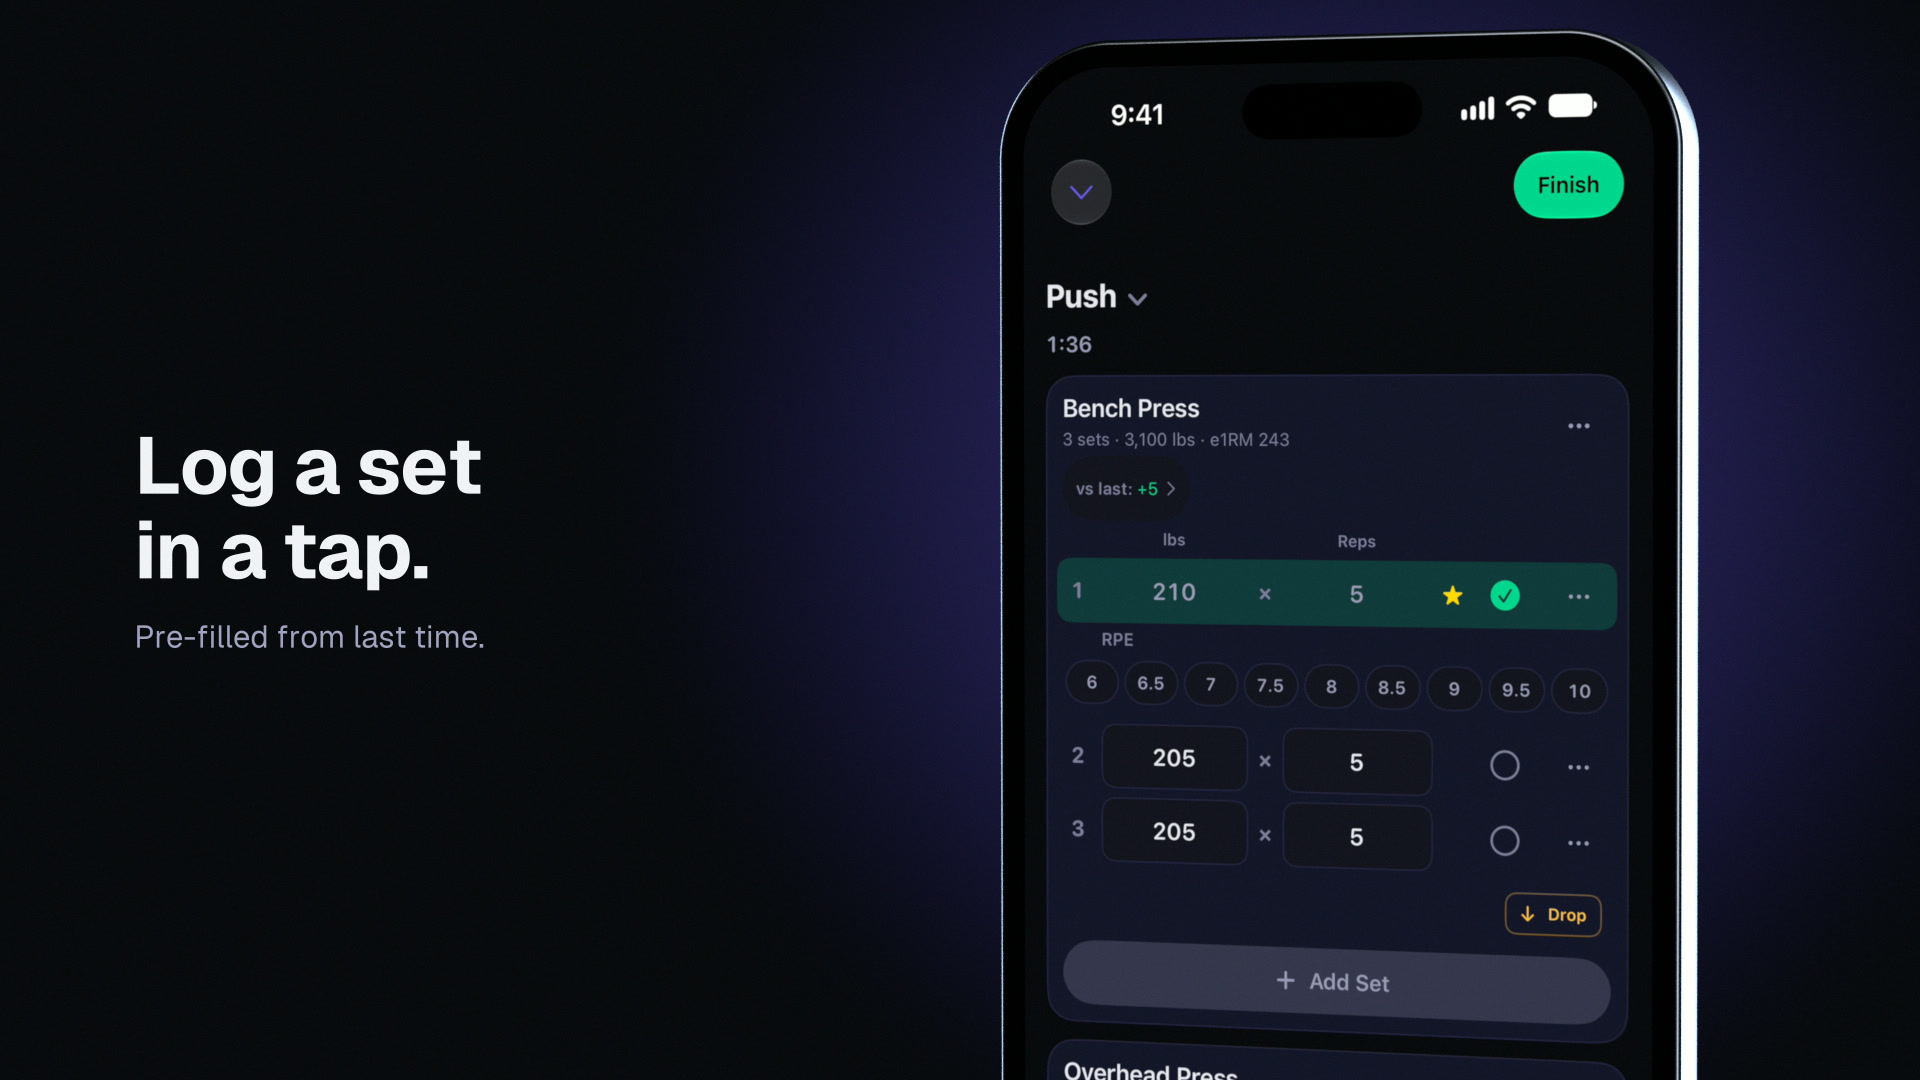 Log a set
in a tap.
Pre-filled from last time.
9:41
Finish
Push
1:36
Bench Press
3 sets · 3,100 lbs · e1RM 243
vs last: +5
lbs Reps
1 210 × 5
RPE
6 6.5 7 7.5 8 8.5 9 9.5 10
2 205 × 5
3 205 × 5
Drop
+ Add Set
Overhead Press